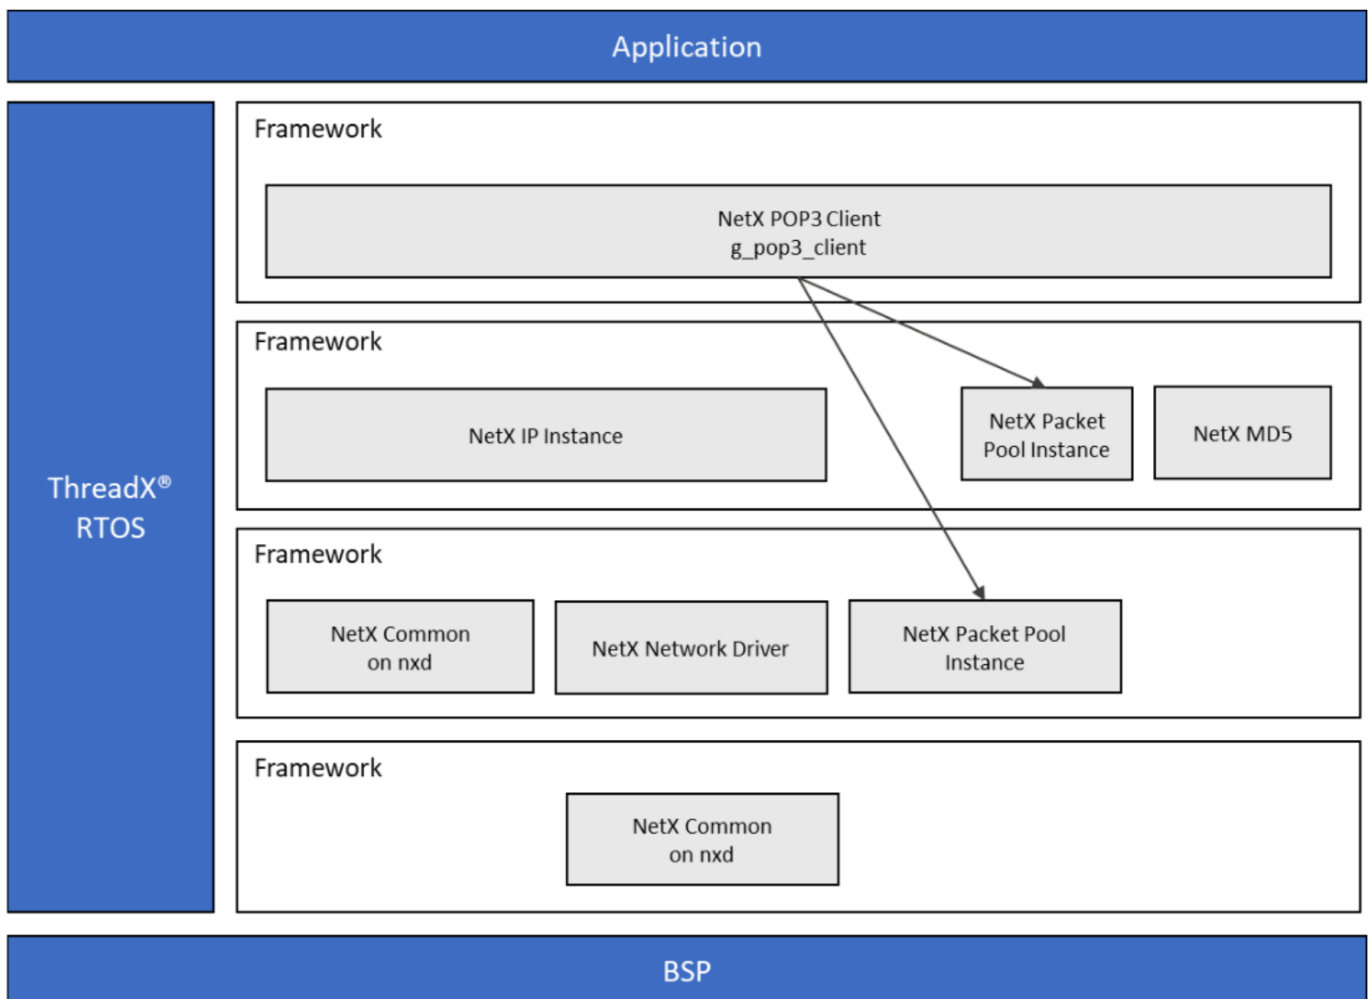 Application
ThreadX®
RTOS
Framework
NetX POP3 Client
g_pop3_client
Framework
NetX IP Instance
NetX Packet
Pool Instance
NetX MD5
Framework
NetX Common
on nxd
NetX Network Driver
NetX Packet Pool
Instance
Framework
NetX Common
on nxd
BSP